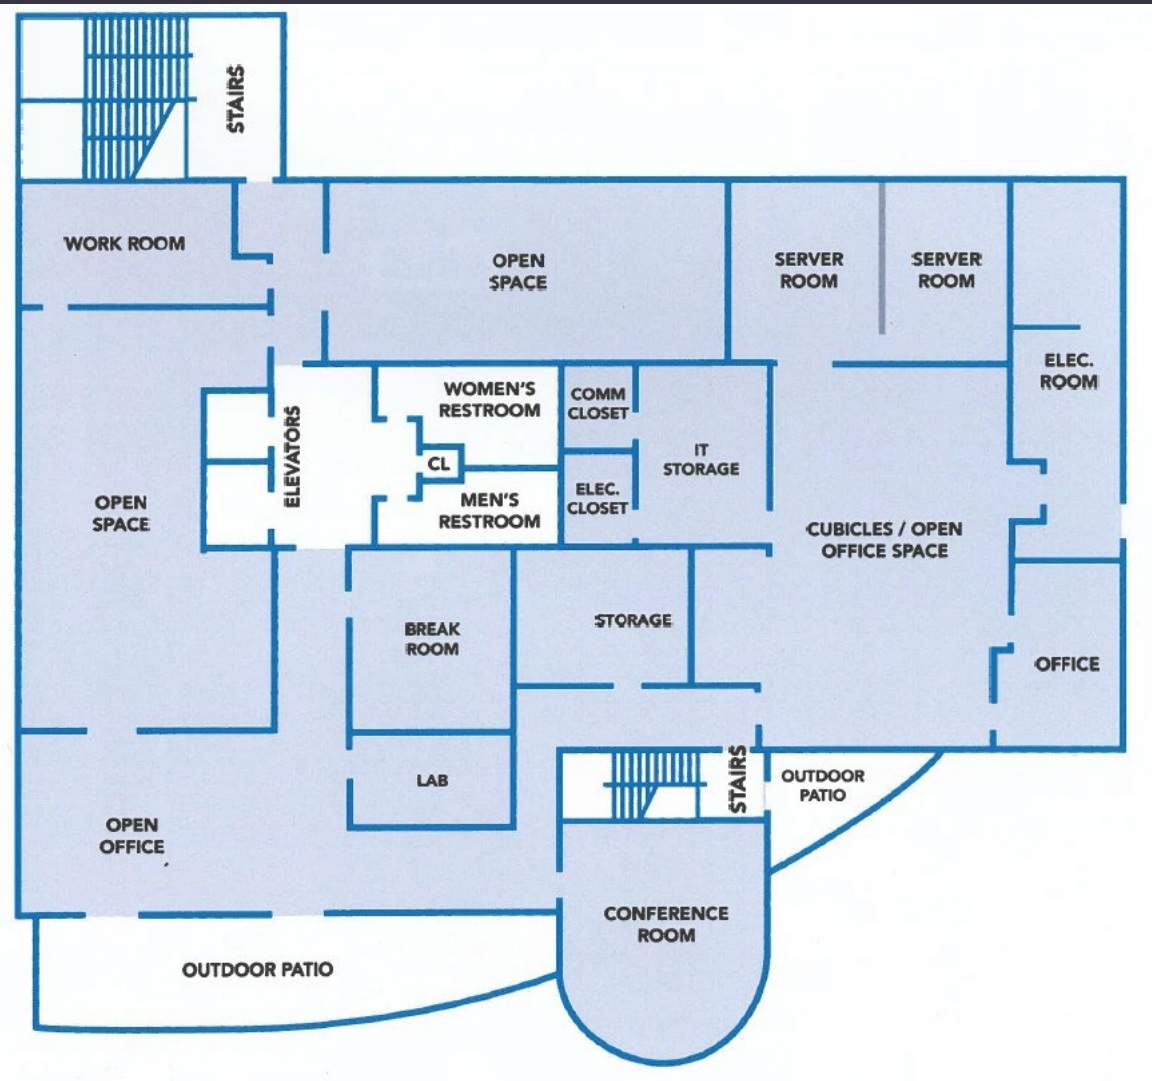 STAIRS
WORK ROOM
OPEN
SPACE
SERVER
ROOM
SERVER
ROOM
ELEC.
ROOM
WOMEN'S
RESTROOM
COMM
CLOSET
ELEVATORS
CL
IT
STORAGE
MEN'S
RESTROOM
ELEC.
CLOSET
OPEN
SPACE
CUBICLES / OPEN
OFFICE SPACE
BREAK
ROOM
STORAGE
OFFICE
LAB
STAIRS
OUTDOOR
PATIO
OPEN
OFFICE
CONFERENCE
ROOM
OUTDOOR PATIO